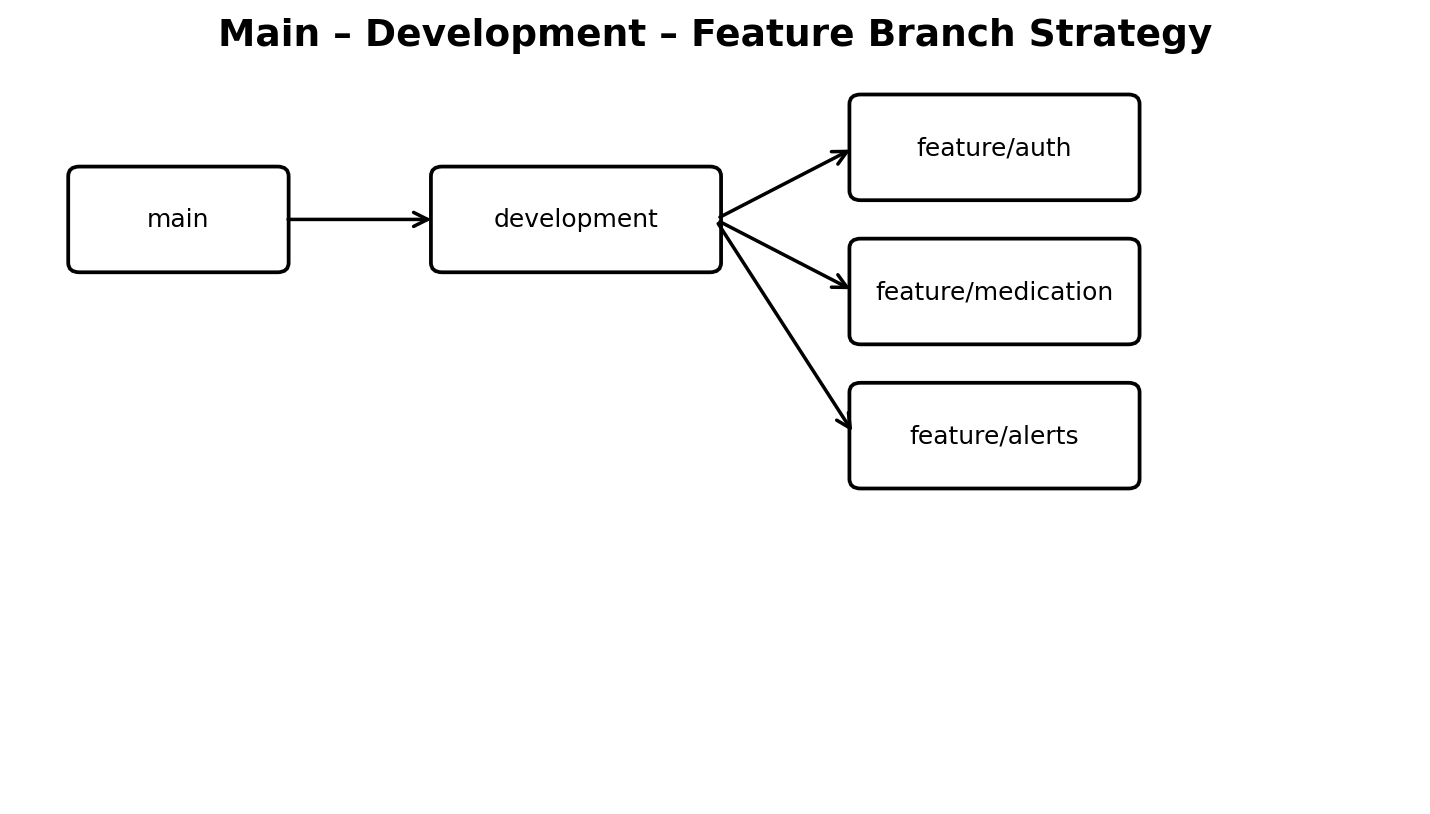 Main – Development – Feature Branch Strategy
main
development
feature/auth
feature/medication
feature/alerts